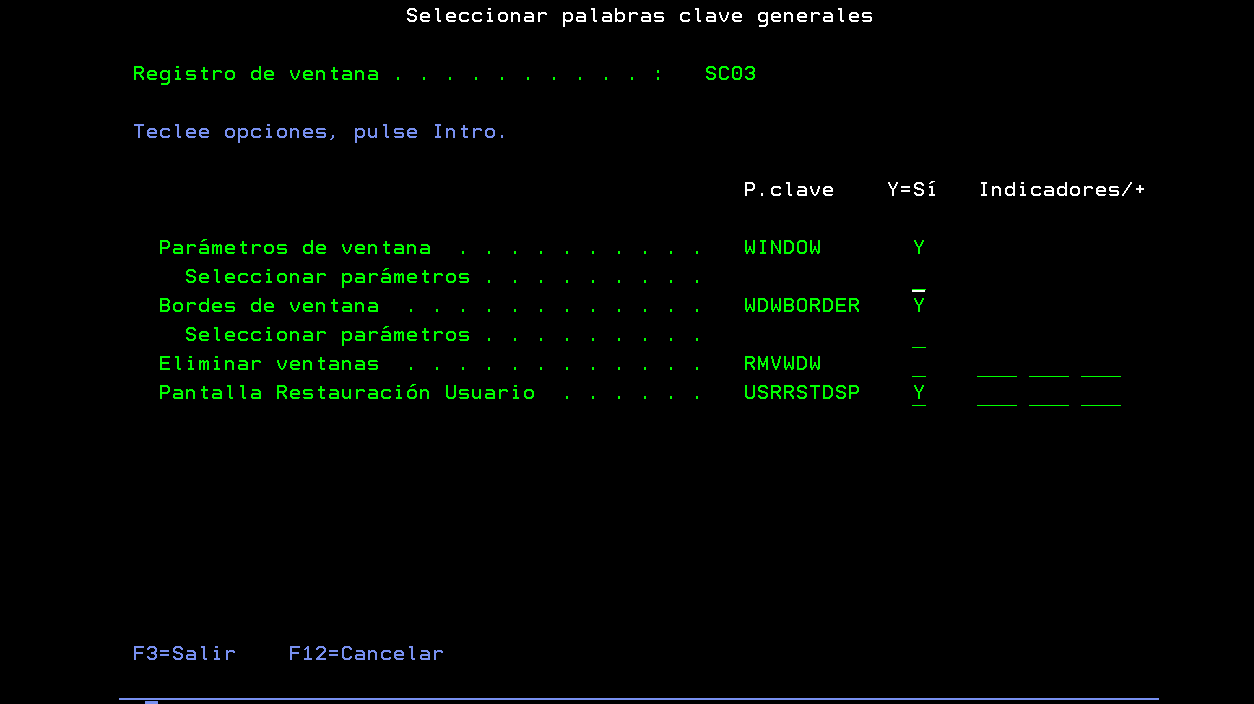 Seleccionar palabras clave generales
Registro de ventana . . . . . . . . . . . :   SC03
Teclee opciones, pulse Intro.
P.clave    Y=Sí   Indicadores/+
Parámetros de ventana  . . . . . . . . . .   WINDOW   Y
Seleccionar parámetros . . . . . . . . .   _
Bordes de ventana  . . . . . . . . . . . .   WDWBORDER   Y
Seleccionar parámetros . . . . . . . . .   _
Eliminar ventanas  . . . . . . . . . . . .   RMVWDW   _   ___ ___ ___
Pantalla Restauración Usuario  . . . . . .   USRRSTDSP   Y   ___ ___ ___
F3=Salir    F12=Cancelar